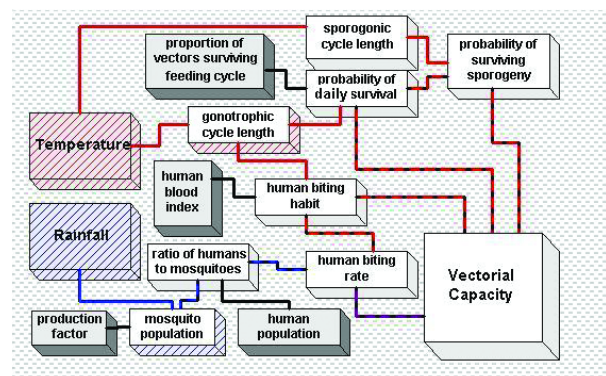 sporogonic
cycle length
proportion of
vectors surviving
feeding cycle
probability of
surviving
sporogeny
probability of
daily survival
gonotrophic
cycle length
Temperature
human
blood
index
human biting
habit
Rainfall
ratio of humans
to mosquitoes
human biting
rate
Vectorial
Capacity
production
factor
mosquito
population
human
population